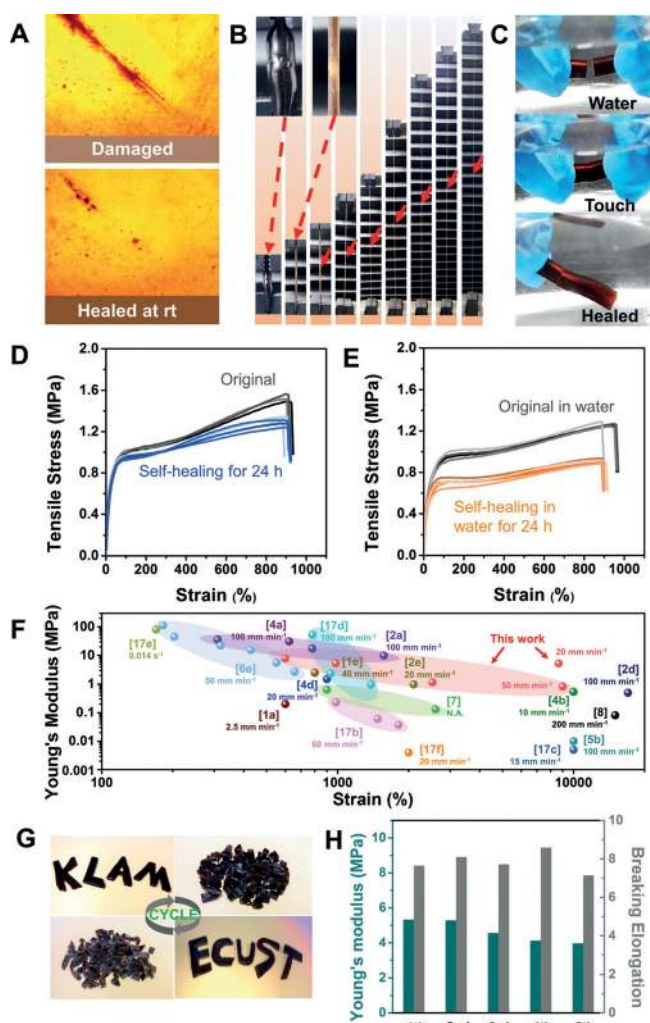 A
Damaged
Healed at rt
B
C
Water
Touch
Healed
D
Tensile Stress (MPa)
2.0
1.6
1.2
0.8
0.4
0.0
Original
Self-healing for 24 h
0 200 400 600 800 1000
Strain (%)
E
Tensile Stress (MPa)
2.0
1.6
1.2
0.8
0.4
0.0
Original in water
Self-healing in
water for 24 h
0 200 400 600 800 1000
Strain (%)
F
Young's Modulus (MPa)
100
10
1
0.1
0.01
0.001
[17e]
0.014 s⁻¹
[4a]
100 mm min⁻¹
[17d]
100 mm min⁻¹
[2a]
100 mm min⁻¹
This work
20 mm min⁻¹
50 mm min⁻¹
[6e]
50 mm min⁻¹
[1e]
40 mm min⁻¹
[2e]
20 mm min⁻¹
[4d]
20 mm min⁻¹
[7]
N.A.
[4b]
10 mm min⁻¹
[2d]
100 mm min⁻¹
[1a]
2.5 mm min⁻¹
[17b]
60 mm min⁻¹
[8]
200 mm min⁻¹
[17f]
20 mm min⁻¹
[17c]
15 mm min⁻¹
[5b]
100 mm min⁻¹
100 1000 10000
Strain (%)
G
KLAM
CYCLE
ECUST
H
Young's modulus (MPa)
10
8
6
4
2
0
Breaking Elongation
10
8
6
4
2
0